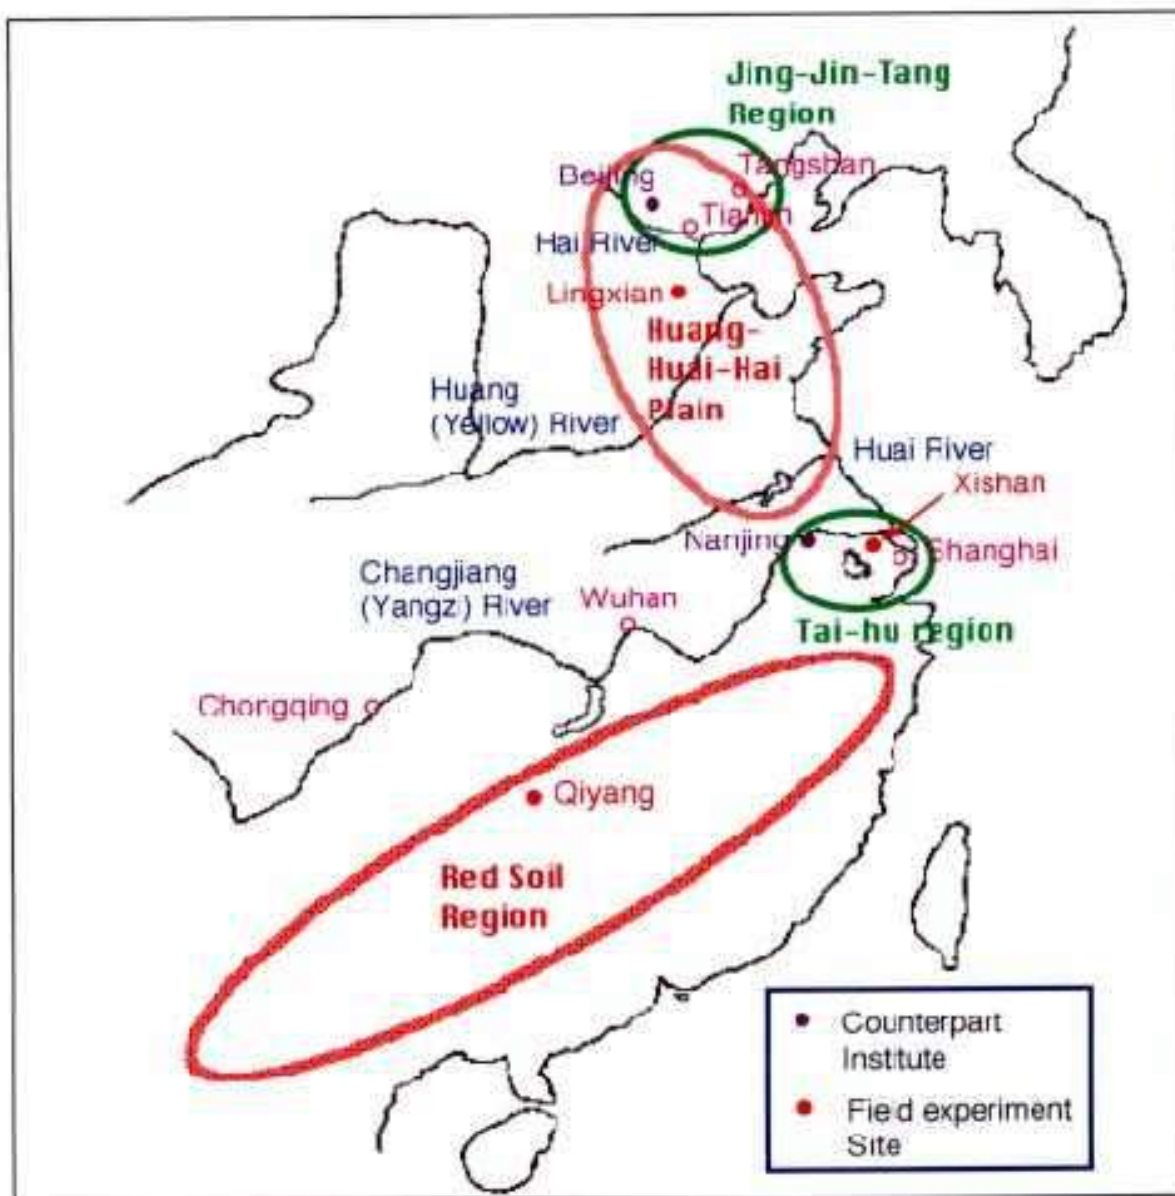 Jing-Jin-Tang
Region
Beijing
Tangshan
Tianjin
Hai River
Lingxian
Huang-
Huai-Hai
Plain
Huang
(Yellow) River
Huai River
Xishan
Nanjing
Shanghai
Changjiang
(Yangzi) River
Wuhan
Tai-hu region
Chongqing
Qiyang
Red Soil
Region
Counterpart
Institute
Field experiment
Site